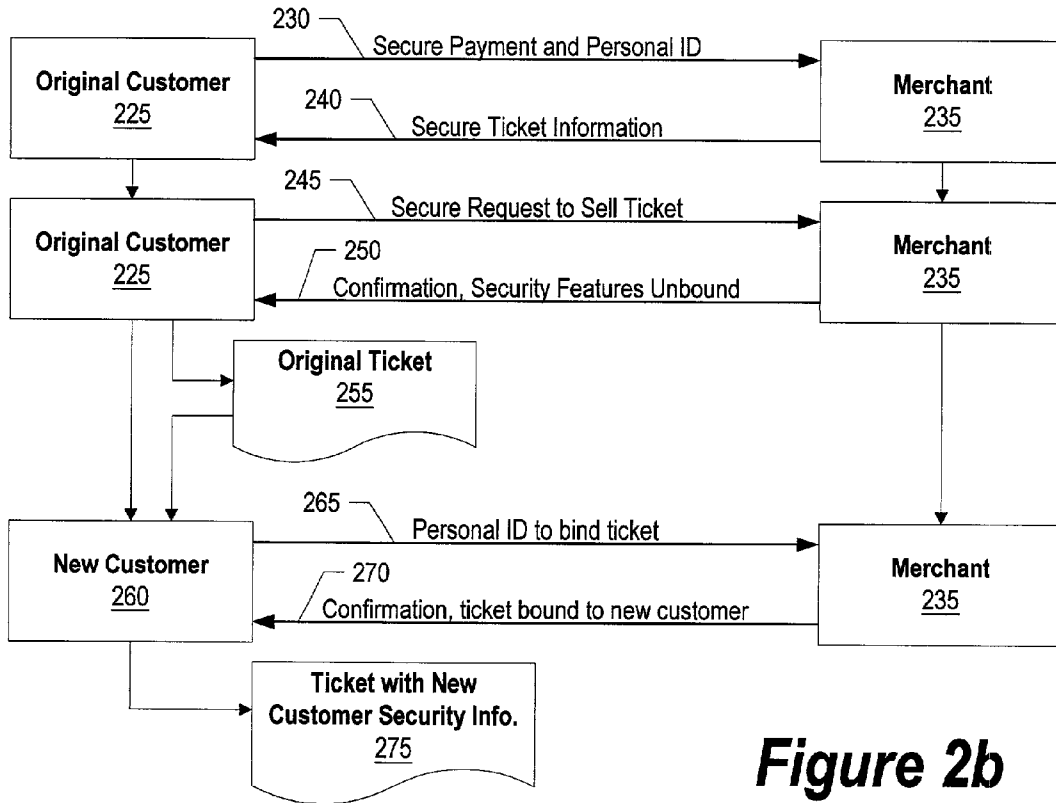 230
Secure Payment and Personal ID
Original Customer
225
Merchant
235
240
Secure Ticket Information
245
Secure Request to Sell Ticket
Original Customer
225
Merchant
235
250
Confirmation, Security Features Unbound
Original Ticket
255
265
Personal ID to bind ticket
New Customer
260
Merchant
235
270
Confirmation, ticket bound to new customer
Ticket with New
Customer Security Info.
275
Figure 2b